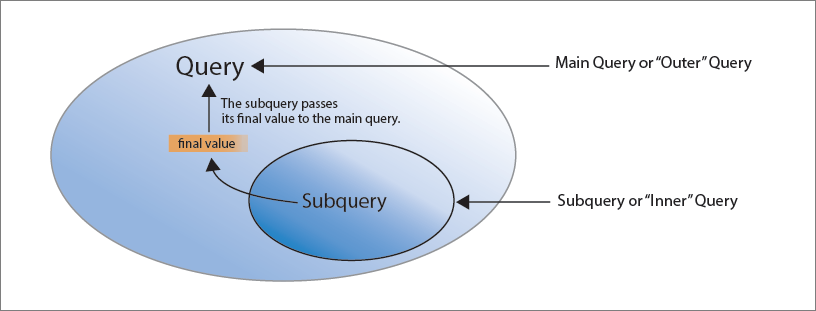 Query
Main Query or “Outer” Query
The subquery passes
its final value to the main query.
final value
Subquery
Subquery or “Inner” Query